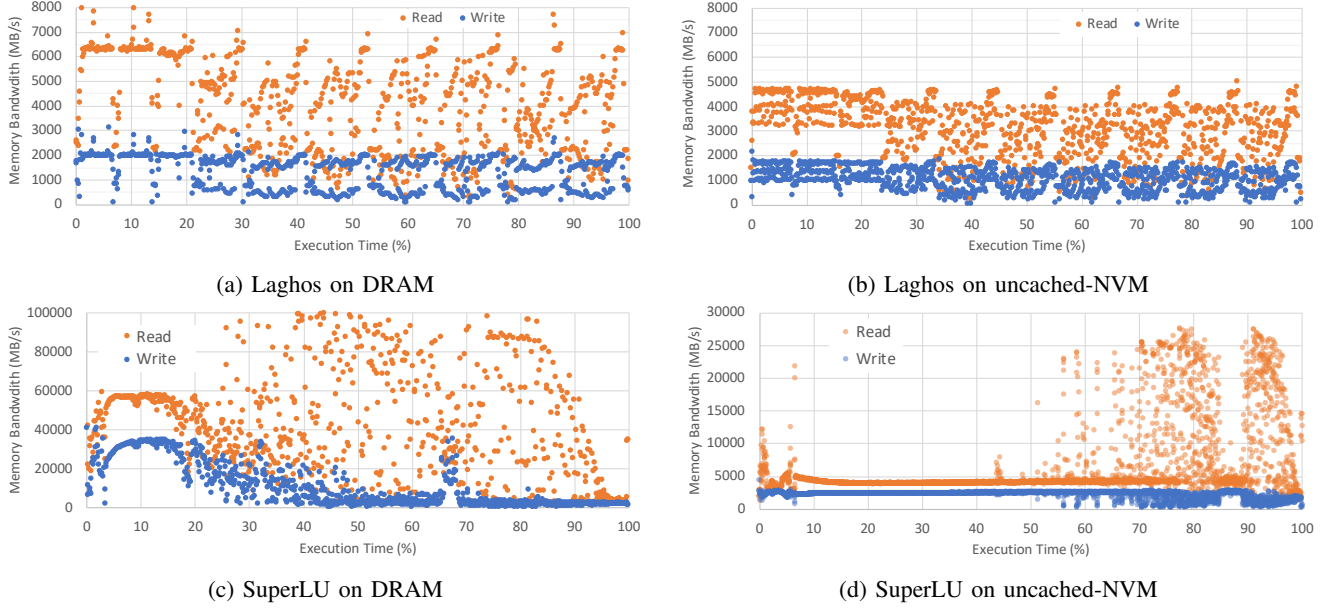 Read Write
Memory Bandwdith (MB/s)
8000
7000
6000
5000
4000
3000
2000
1000
0
0 10 20 30 40 50 60 70 80 90 100
Execution Time (%)
(a) Laghos on DRAM
Read Write
Memory Bandwdith (MB/s)
8000
7000
6000
5000
4000
3000
2000
1000
0
0 10 20 30 40 50 60 70 80 90 100
Execution Time (%)
(b) Laghos on uncached-NVM
Read
Write
Memory Bandwdith (MB/s)
100000
80000
60000
40000
20000
0
0 10 20 30 40 50 60 70 80 90 100
Execution Time (%)
(c) SuperLU on DRAM
Read
Write
Memory Bandwdith (MB/s)
30000
25000
20000
15000
10000
5000
0
0 10 20 30 40 50 60 70 80 90 100
Execution Time (%)
(d) SuperLU on uncached-NVM